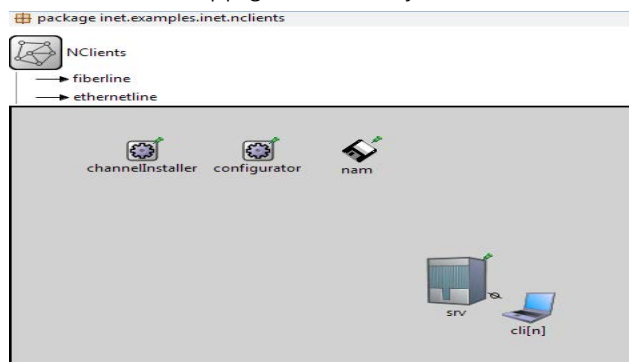 package inet.examples.inet.nclients
NClients
fiberline
ethernetline
channelInstaller configurator nam
srv
cli[n]